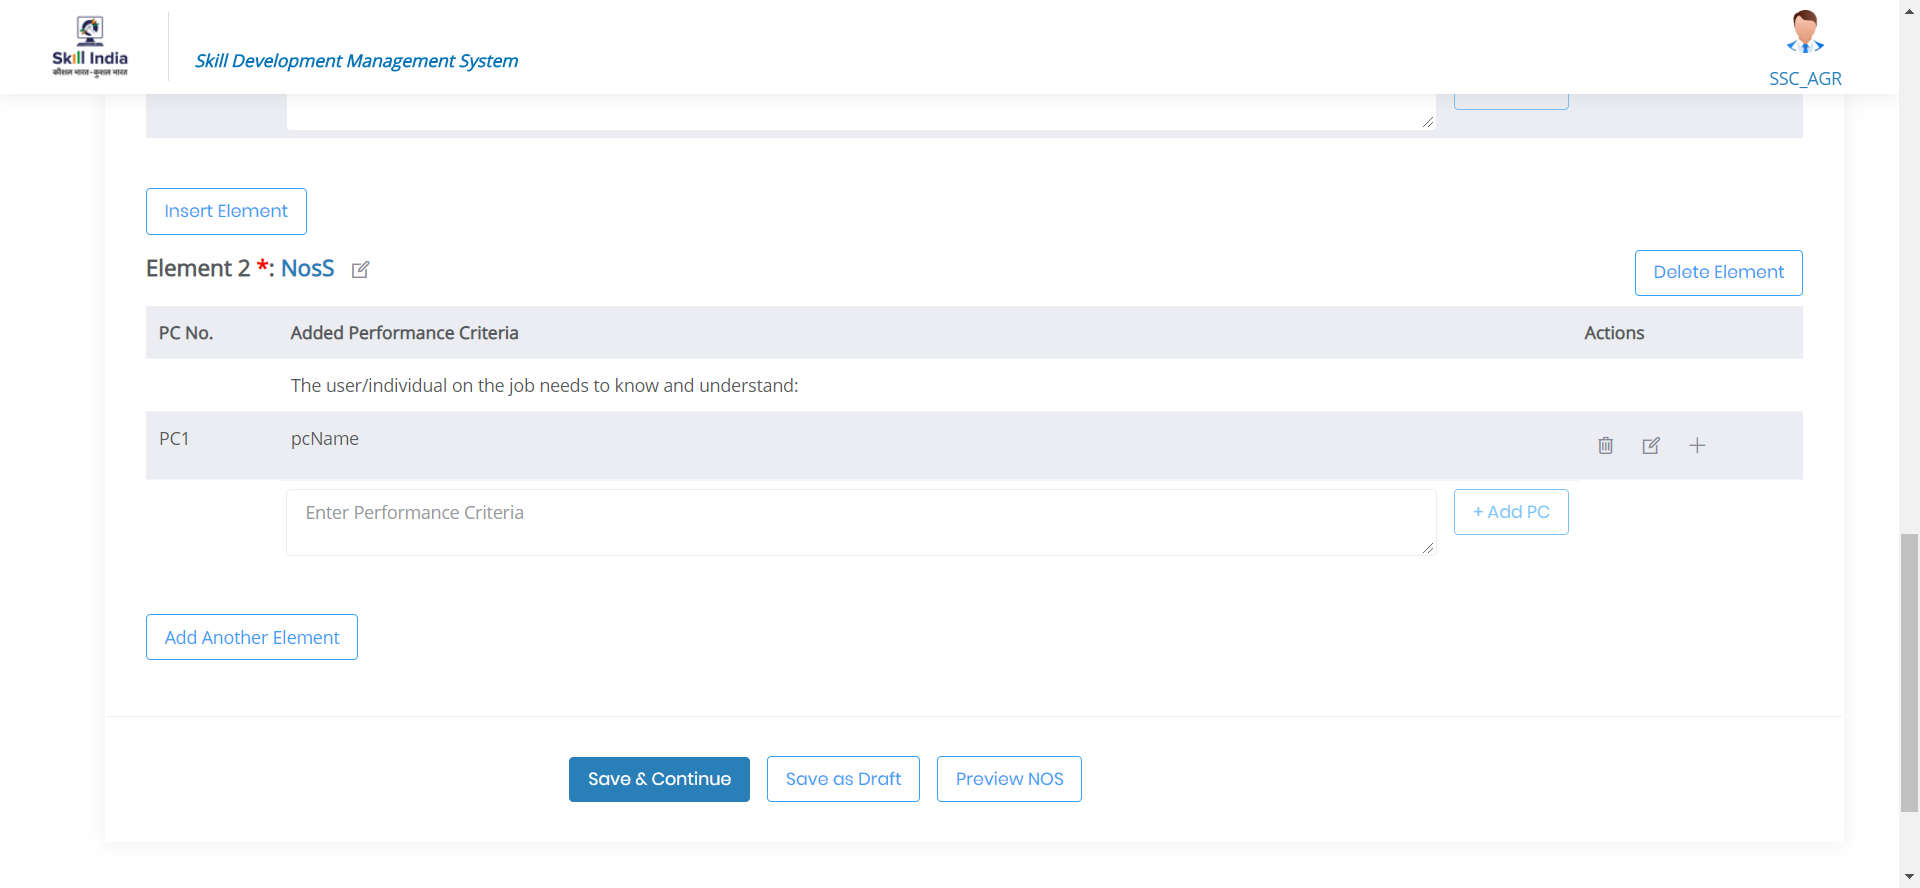 Skill India
कौशल भारत-कुशल भारत
Skill Development Management System
SSC_AGR
Insert Element
Element 2 *: NosS
Delete Element
PC No. Added Performance Criteria Actions
The user/individual on the job needs to know and understand:
PC1 pcName
Enter Performance Criteria
+ Add PC
Add Another Element
Save & Continue Save as Draft Preview NOS